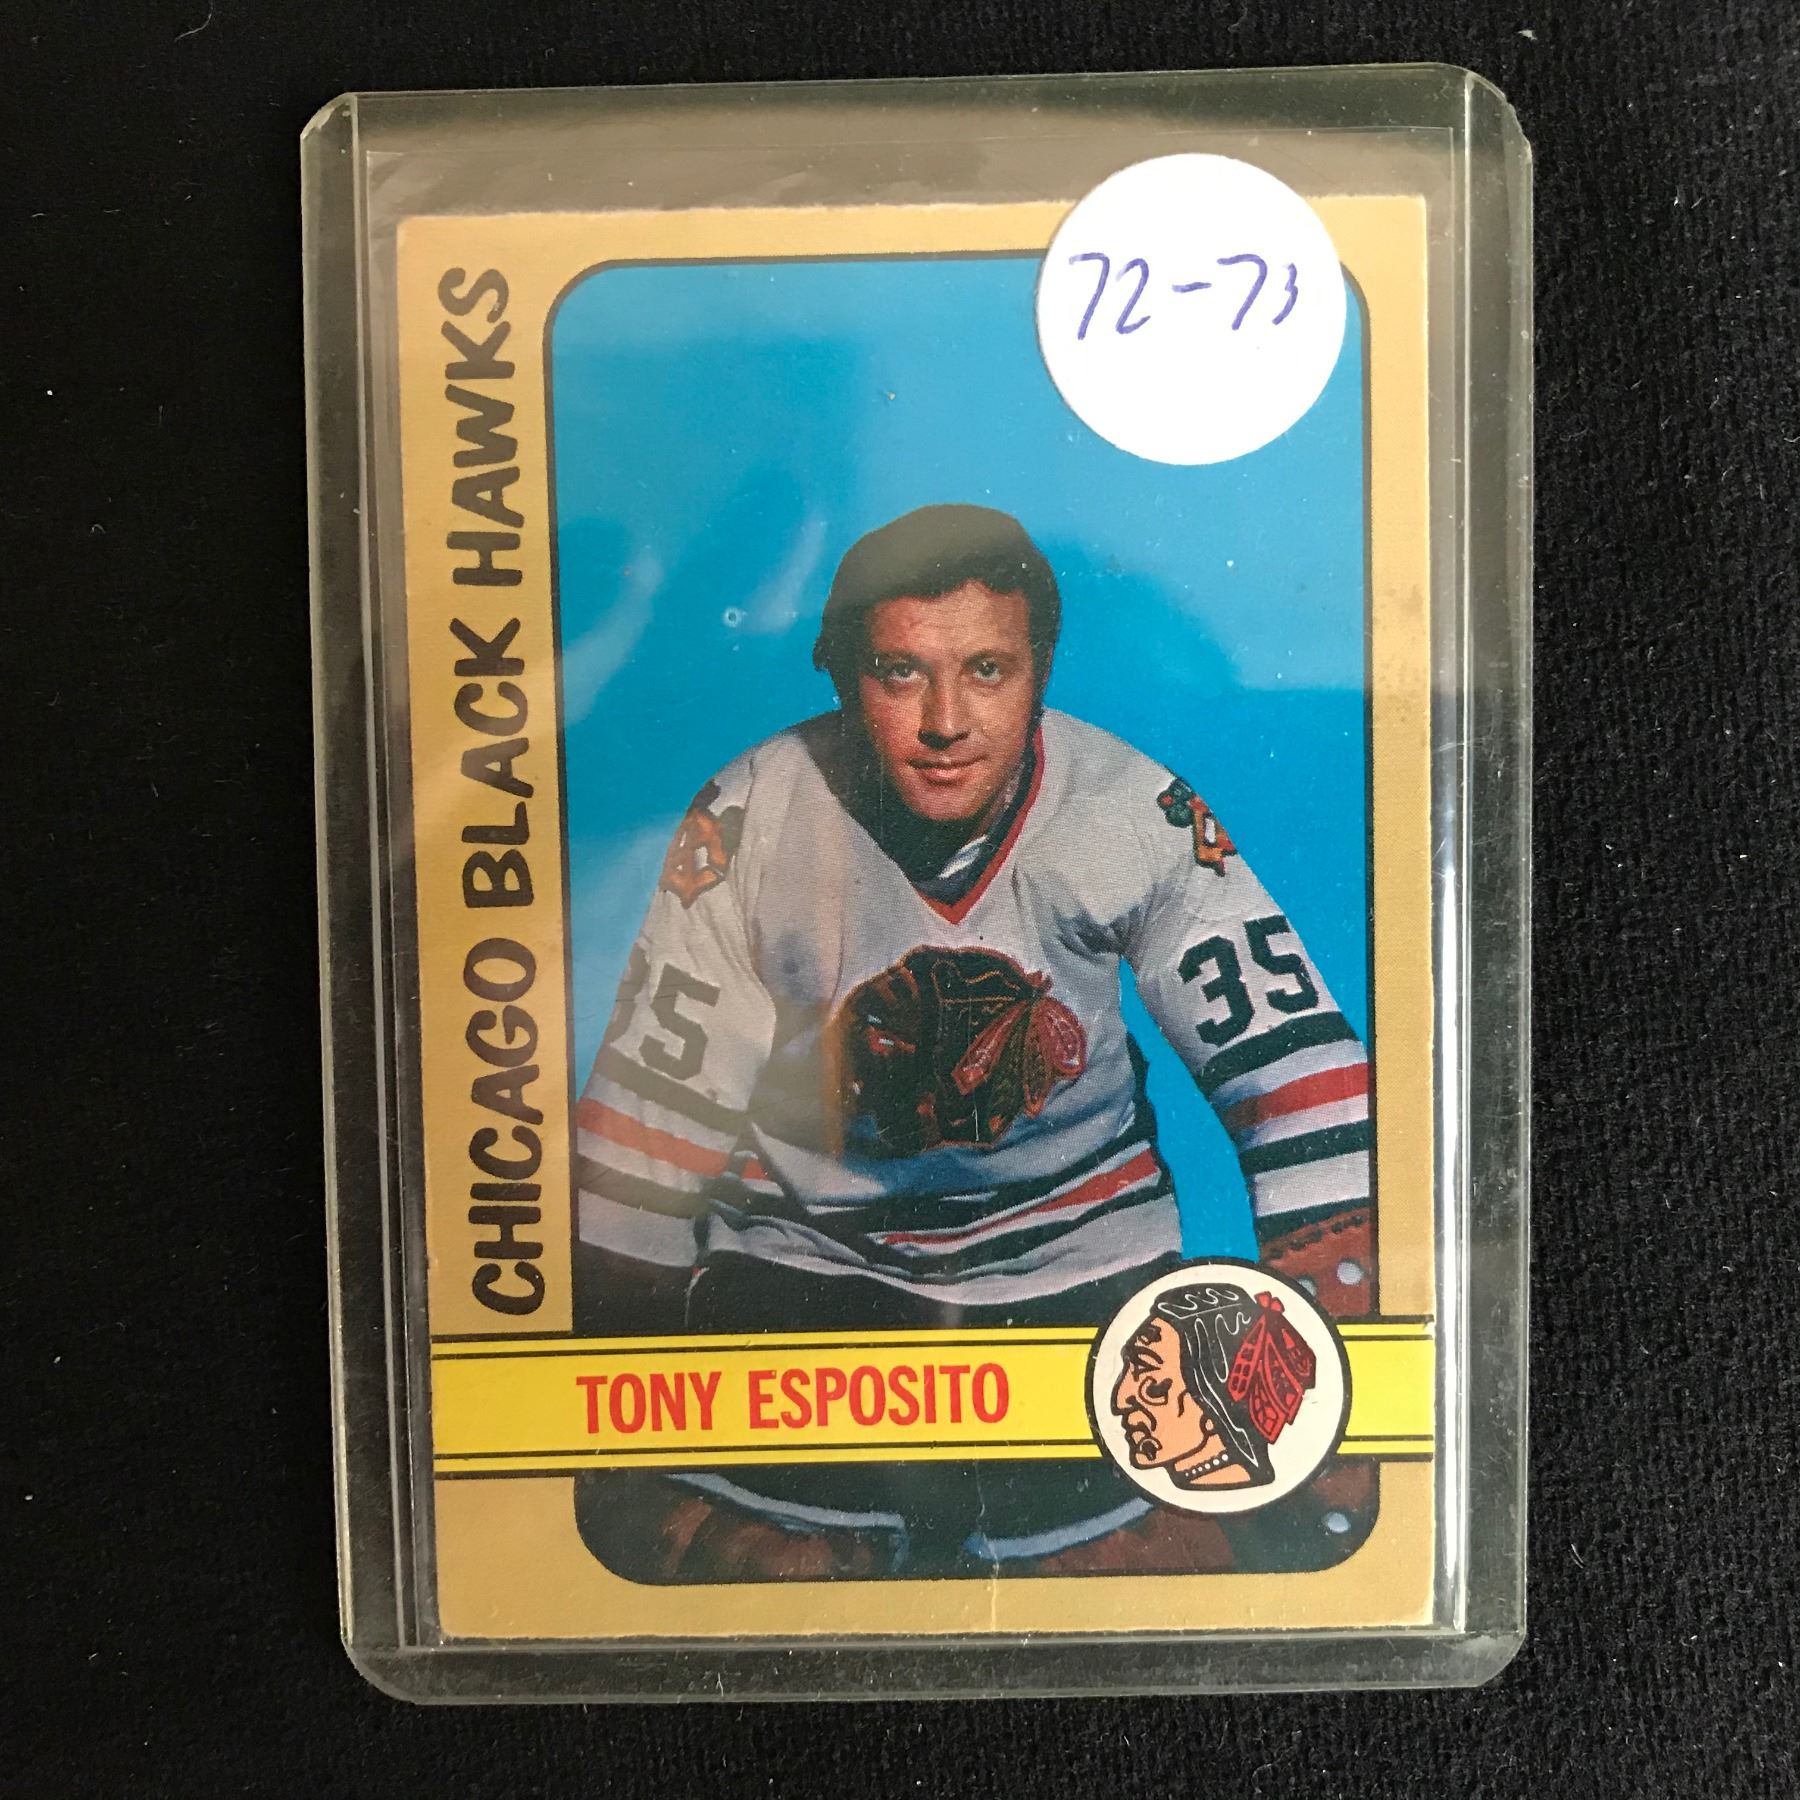 72-73
CHICAGO BLACK HAWKS
35
35
TONY ESPOSITO